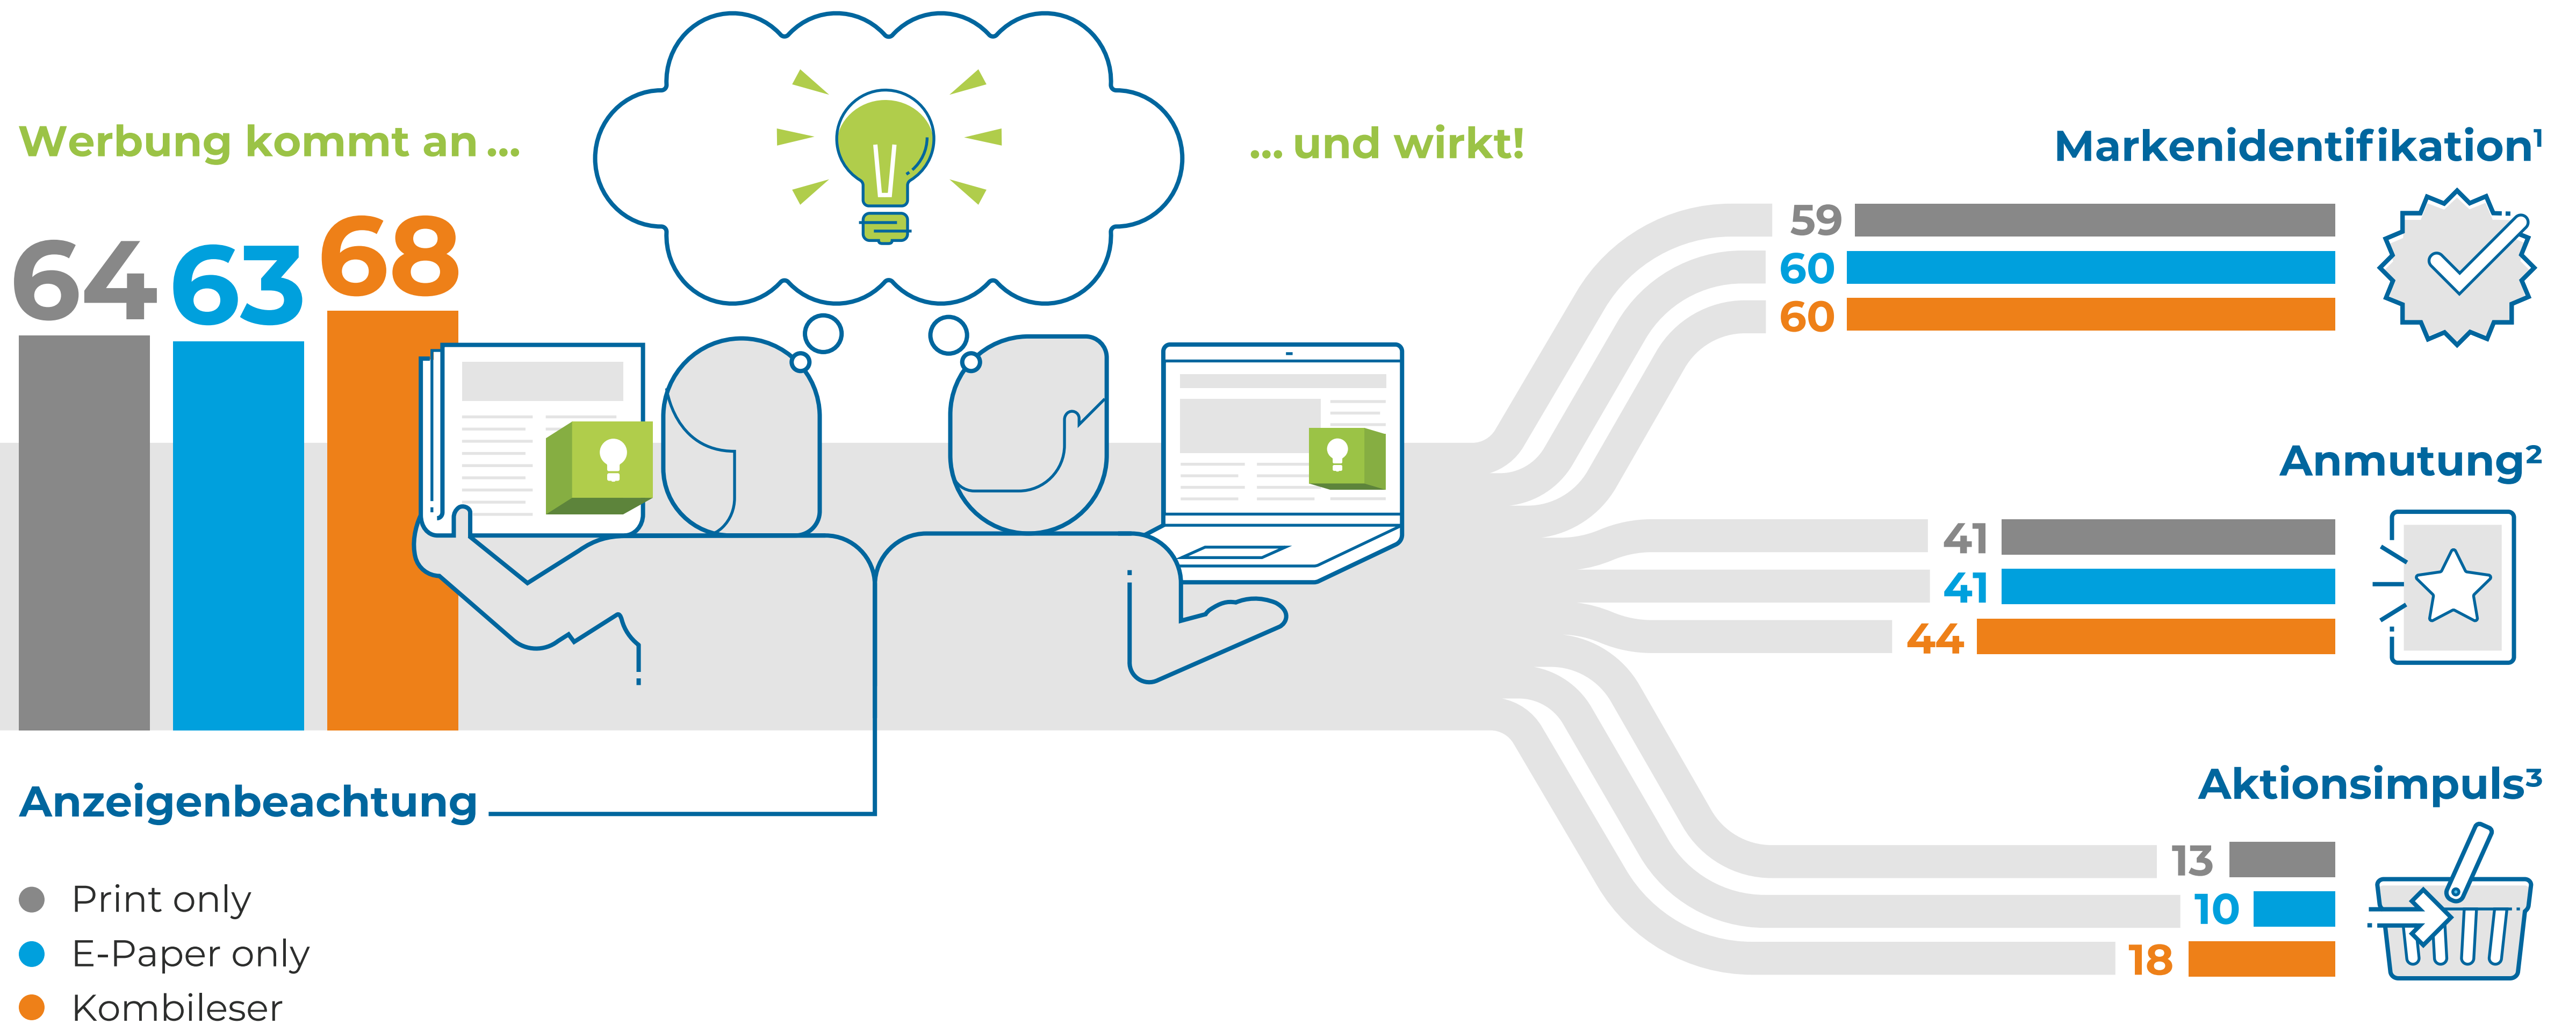 Werbung kommt an ...
64
63
68
Anzeigenbeachtung
Print only
E-Paper only
Kombileser
... und wirkt!
Markenidentifikation¹
59
60
60
Anmutung²
41
41
44
Aktionsimpuls³
13
10
18